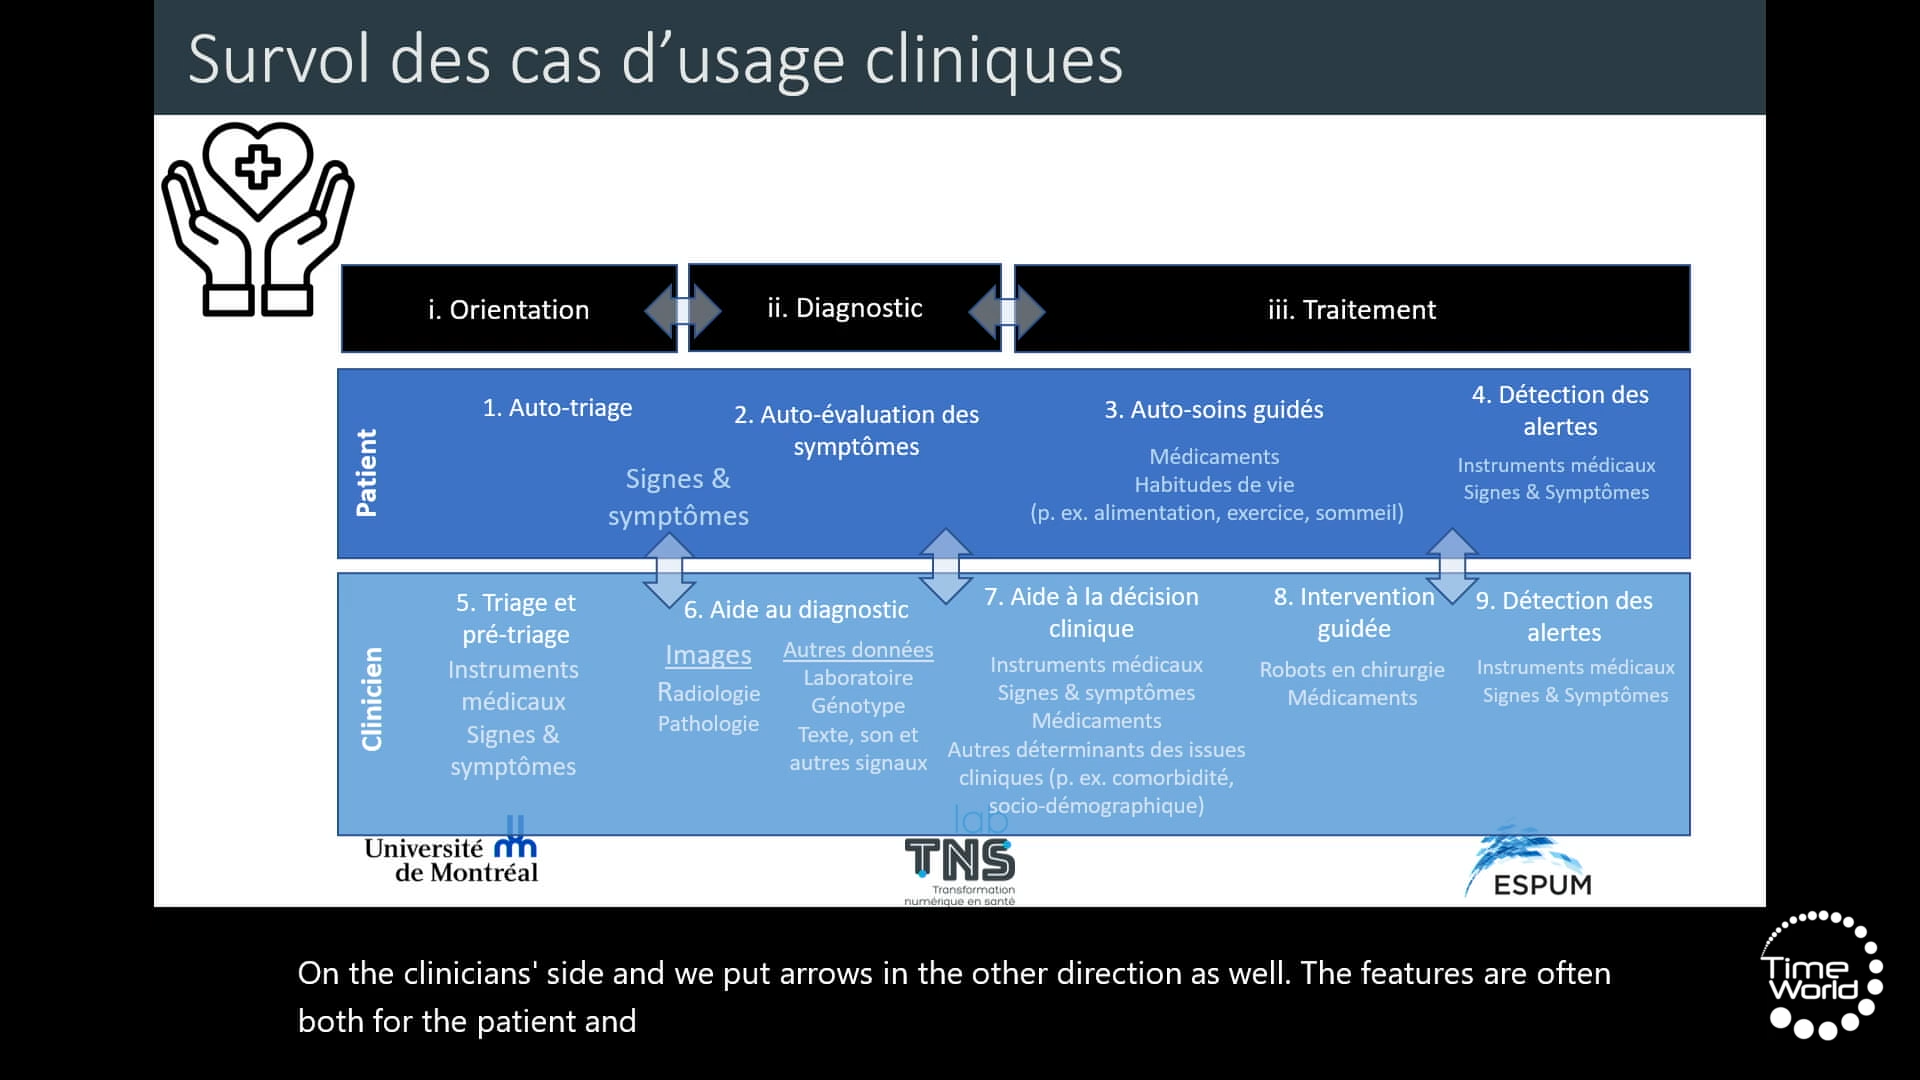 Survol des cas d’usage cliniques
i. Orientation
ii. Diagnostic
iii. Traitement
Patient
1. Auto-triage
2. Auto-évaluation des
symptômes
Signes &
symptômes
3. Auto-soins guidés
Médicaments
Habitudes de vie
(p. ex. alimentation, exercice, sommeil)
4. Détection des
alertes
Instruments médicaux
Signes & Symptômes
Clinicien
5. Triage et
pré-triage
Instruments
médicaux
Signes &
symptômes
6. Aide au diagnostic
Images
Radiologie
Pathologie
Autres données
Laboratoire
Génotype
Texte, son et
autres signaux
7. Aide à la décision
clinique
Instruments médicaux
Signes & symptômes
Médicaments
Autres déterminants des issues
cliniques (p. ex. comorbidité,
socio-démographique)
8. Intervention
guidée
Robots en chirurgie
Médicaments
9. Détection des
alertes
Instruments médicaux
Signes & Symptômes
Université
de Montréal
lab
TNS
Transformation
numérique en santé
ESPUM
On the clinicians' side and we put arrows in the other direction as well. The features are often
both for the patient and
Time
World